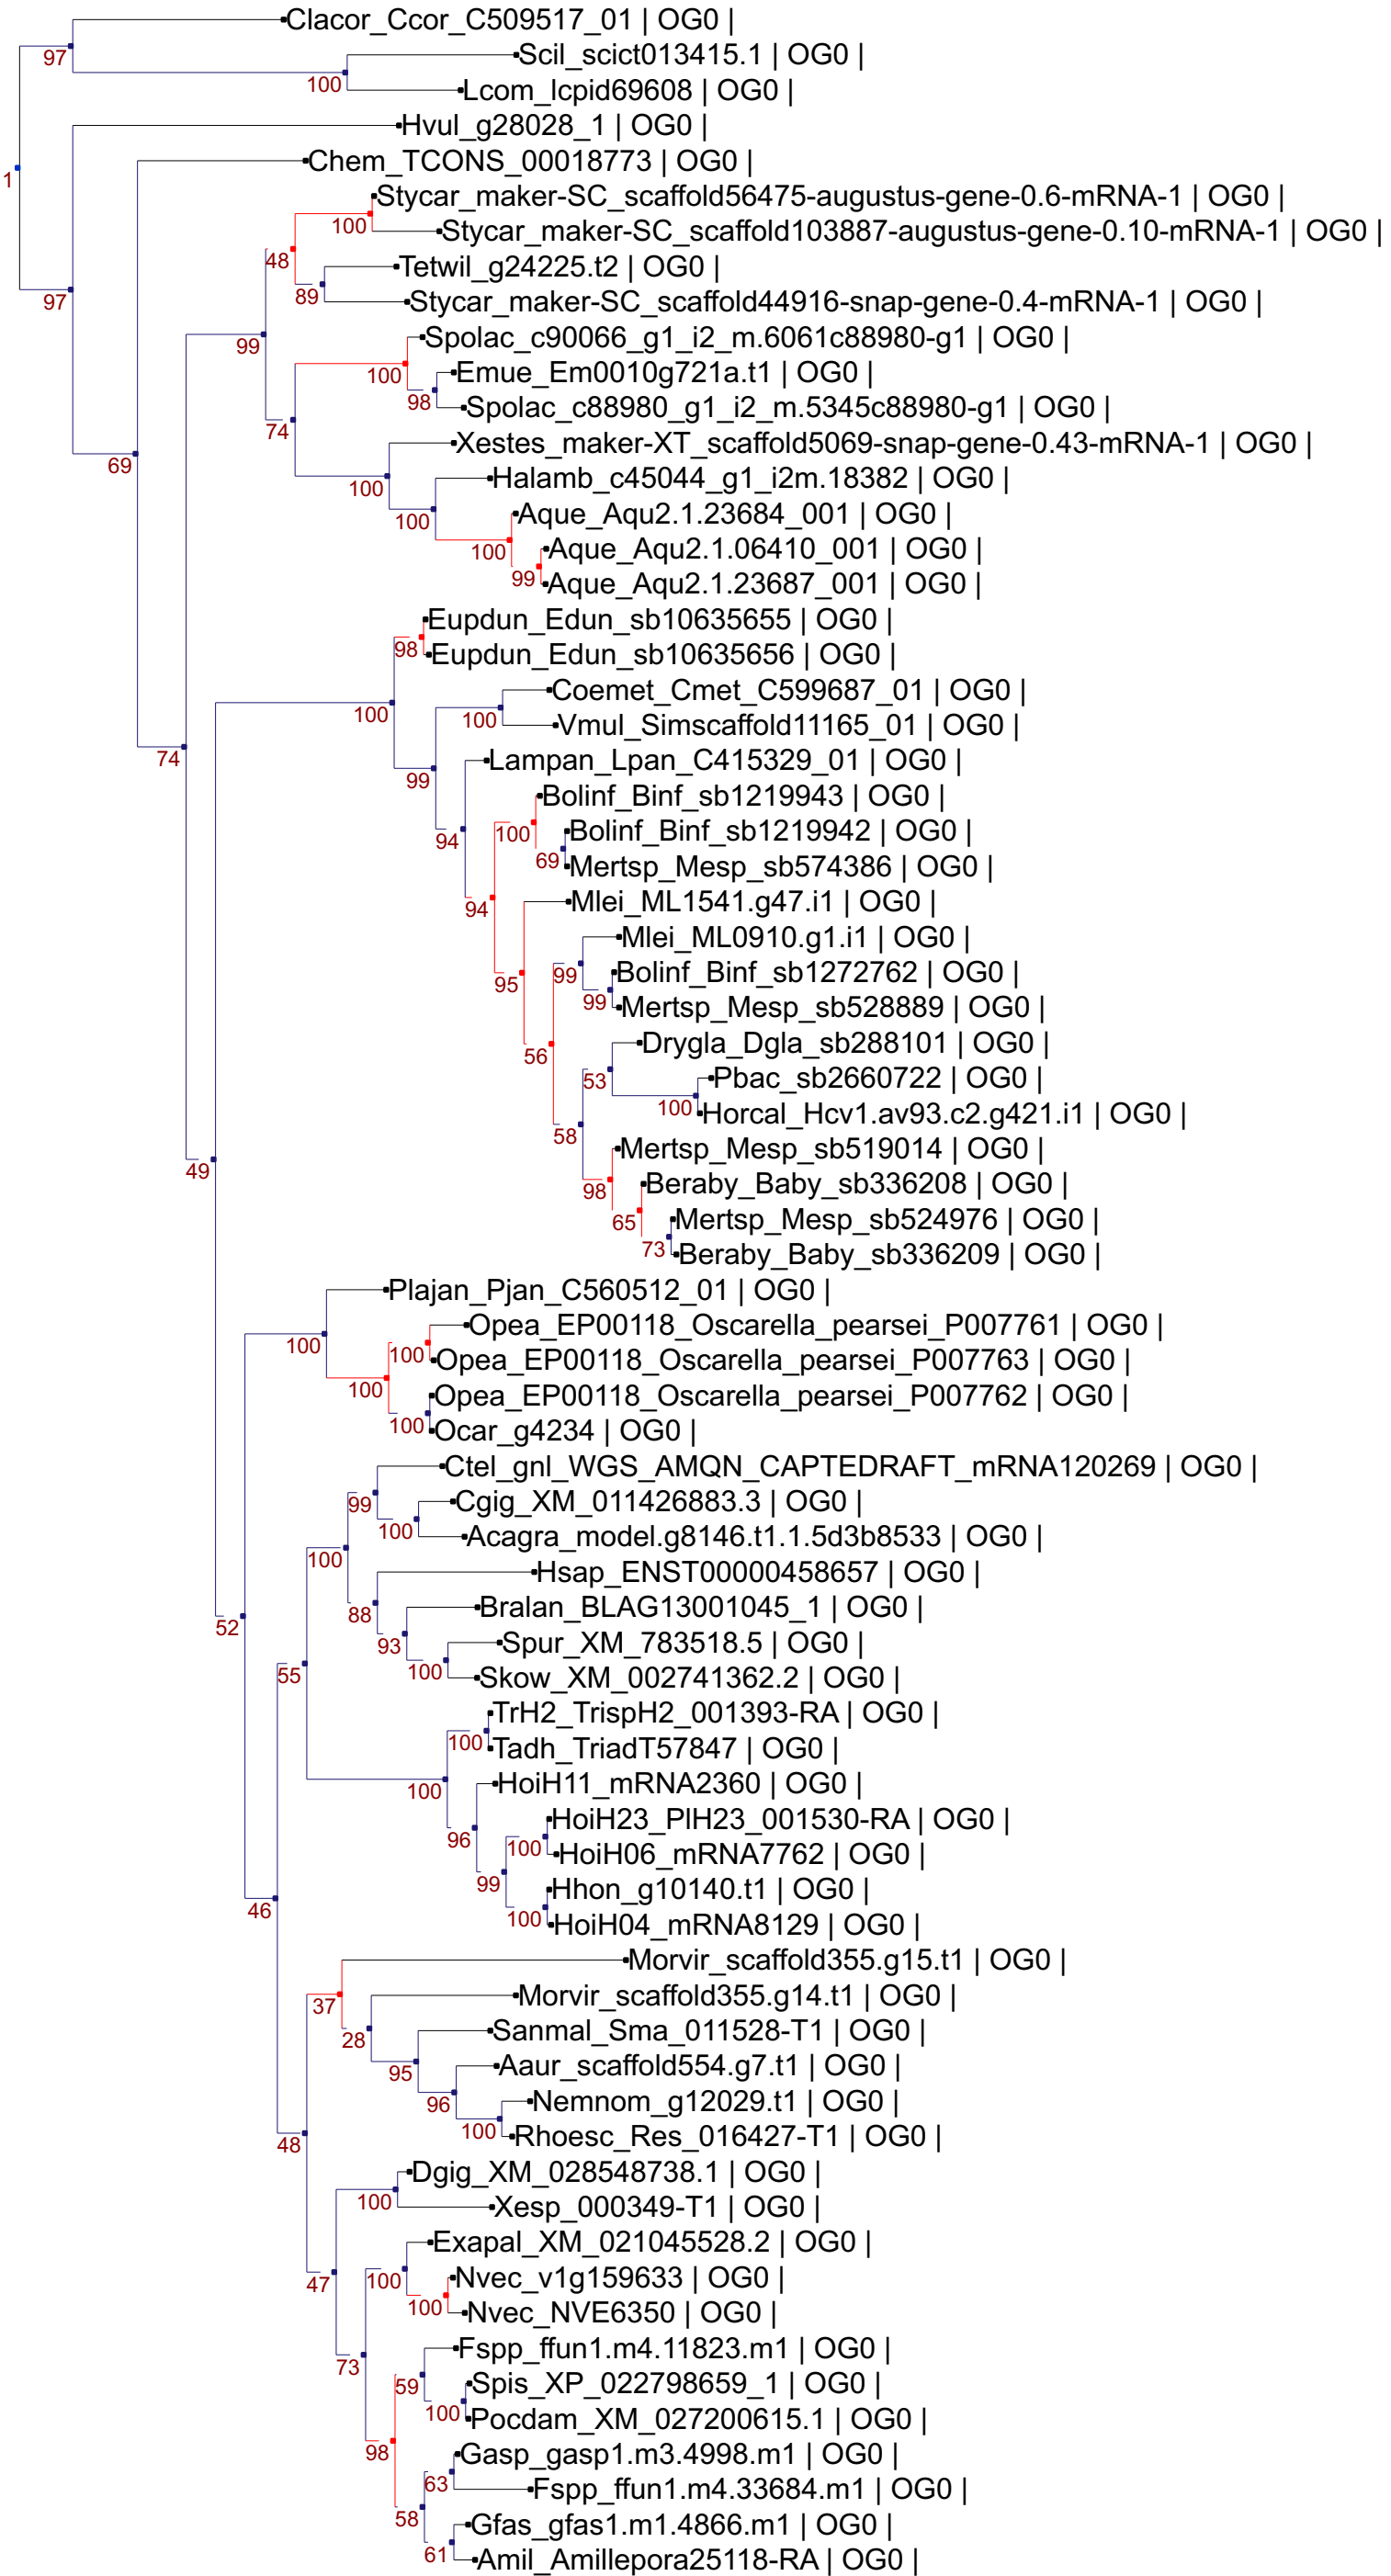 Clacor_Ccor_C509517_01 | OG0 |
97
Scil_scict013415.1 | OG0 |
100
Lcom_lcpid69608 | OG0 |
Hvul_g28028_1 | OG0 |
Chem_TCONS_00018773 | OG0 |
1
Stycar_maker-SC_scaffold56475-augustus-gene-0.6-mRNA-1 | OG0 |
100
Stycar_maker-SC_scaffold103887-augustus-gene-0.10-mRNA-1 | OG0 |
48
Tetwil_g24225.t2 | OG0 |
97
89
Stycar_maker-SC_scaffold44916-snap-gene-0.4-mRNA-1 | OG0 |
Spolac_c90066_g1_i2_m.6061c88980-g1 | OG0 |
99
100
Emue_Em0010g721a.t1 | OG0 |
98
Spolac_c88980_g1_i2_m.5345c88980-g1 | OG0 |
74
Xestes_maker-XT_scaffold5069-snap-gene-0.43-mRNA-1 | OG0 |
69
100
Halamb_c45044_g1_i2m.18382 | OG0 |
100
Aque_Aqu2.1.23684_001 | OG0 |
100
Aque_Aqu2.1.06410_001 | OG0 |
99
Aque_Aqu2.1.23687_001 | OG0 |
Eupdun_Edun_sb10635655 | OG0 |
98
Eupdun_Edun_sb10635656 | OG0 |
Coemet_Cmet_C599687_01 | OG0 |
100
100
Vmul_Simscaffold11165_01 | OG0 |
74
Lampan_Lpan_C415329_01 | OG0 |
99
Bolinf_Binf_sb1219943 | OG0 |
100
Bolinf_Binf_sb1219942 | OG0 |
94
69
Mertsp_Mesp_sb574386 | OG0 |
94
Mlei_ML1541.g47.i1 | OG0 |
Mlei_ML0910.g1.i1 | OG0 |
99
Bolinf_Binf_sb1272762 | OG0 |
95
99
Mertsp_Mesp_sb528889 | OG0 |
56
Drygla_Dgla_sb288101 | OG0 |
53
Pbac_sb2660722 | OG0 |
100
Horcal_Hcv1.av93.c2.g421.i1 | OG0 |
58
Mertsp_Mesp_sb519014 | OG0 |
49
98
Beraby_Baby_sb336208 | OG0 |
65
Mertsp_Mesp_sb524976 | OG0 |
73
Beraby_Baby_sb336209 | OG0 |
Plajan_Pjan_C560512_01 | OG0 |
100
Opea_EP00118_Oscarella_pearsei_P007761 | OG0 |
100
Opea_EP00118_Oscarella_pearsei_P007763 | OG0 |
100
Opea_EP00118_Oscarella_pearsei_P007762 | OG0 |
100
Ocar_g4234 | OG0 |
Ctel_gnl_WGS_AMQN_CAPTEDRAFT_mRNA120269 | OG0 |
99
Cgig_XM_011426883.3 | OG0 |
100
Acagra_model.g8146.t1.1.5d3b8533 | OG0 |
100
Hsap_ENST00000458657 | OG0 |
88
Bralan_BLAG13001045_1 | OG0 |
52
93
Spur_XM_783518.5 | OG0 |
100
Skow_XM_002741362.2 | OG0 |
55
TrH2_TrispH2_001393-RA | OG0 |
100
Tadh_TriadT57847 | OG0 |
100
HoiH11_mRNA2360 | OG0 |
HoiH23_PlH23_001530-RA | OG0 |
96
100
HoiH06_mRNA7762 | OG0 |
99
Hhon_g10140.t1 | OG0 |
46
100
HoiH04_mRNA8129 | OG0 |
Morvir_scaffold355.g15.t1 | OG0 |
37
Morvir_scaffold355.g14.t1 | OG0 |
28
Sanmal_Sma_011528-T1 | OG0 |
95
Aaur_scaffold554.g7.t1 | OG0 |
96
Nemnom_g12029.t1 | OG0 |
100
Rhoesc_Res_016427-T1 | OG0 |
48
Dgig_XM_028548738.1 | OG0 |
100
Xesp_000349-T1 | OG0 |
Exapal_XM_021045528.2 | OG0 |
47
100
Nvec_v1g159633 | OG0 |
100
Nvec_NVE6350 | OG0 |
Fspp_ffun1.m4.11823.m1 | OG0 |
73
59
Spis_XP_022798659_1 | OG0 |
100
Pocdam_XM_027200615.1 | OG0 |
98
Gasp_gasp1.m3.4998.m1 | OG0 |
63
Fspp_ffun1.m4.33684.m1 | OG0 |
58
Gfas_gfas1.m1.4866.m1 | OG0 |
61
Amil_Amillepora25118-RA | OG0 |